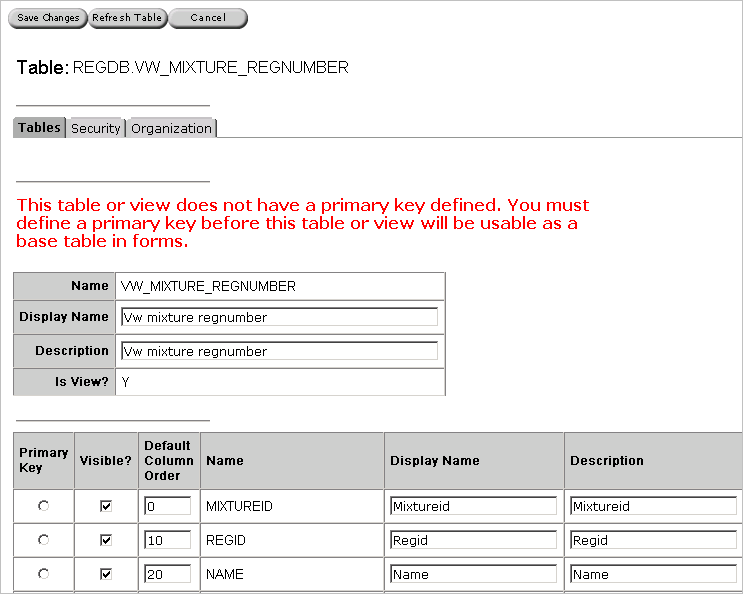 Save Changes Refresh Table Cancel
Table: REGDB.VW_MIXTURE_REGNUMBER
Tables Security Organization
This table or view does not have a primary key defined. You must
define a primary key before this table or view will be usable as a
base table in forms.
Name VW_MIXTURE_REGNUMBER
Display Name Vw mixture regnumber
Description Vw mixture regnumber
Is View? Y
Primary Key Visible? Default Column Order Name Display Name Description
0 MIXTUREID Mixtureid Mixtureid
10 REGID Regid Regid
20 NAME Name Name